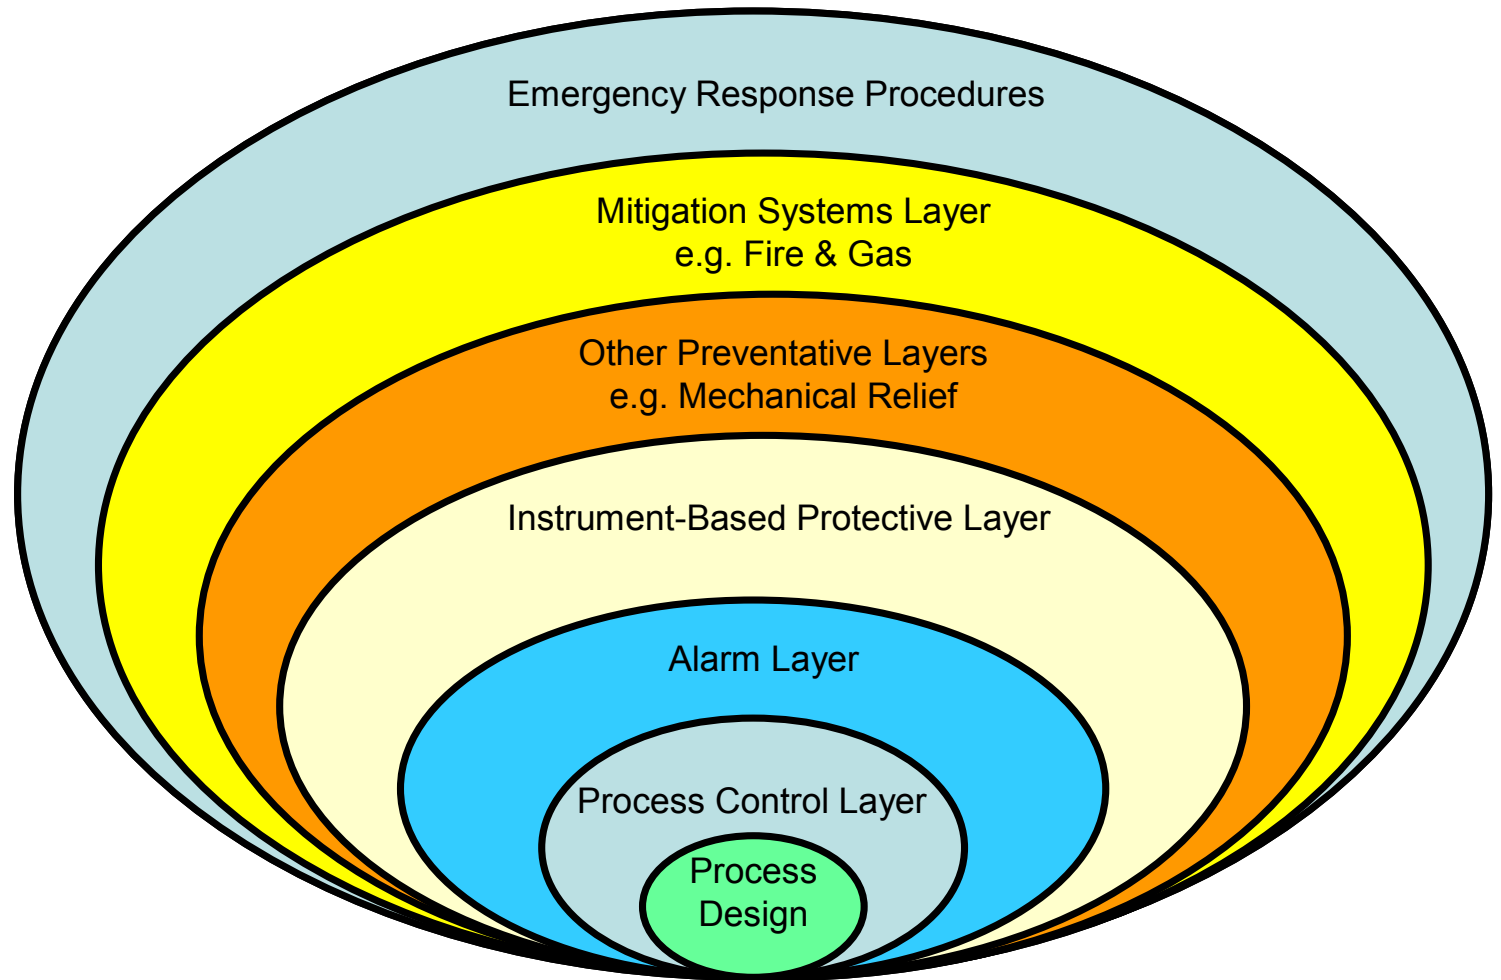 Emergency Response Procedures
Mitigation Systems Layer
e.g. Fire & Gas
Other Preventative Layers
e.g. Mechanical Relief
Instrument-Based Protective Layer
Alarm Layer
Process Control Layer
Process
Design